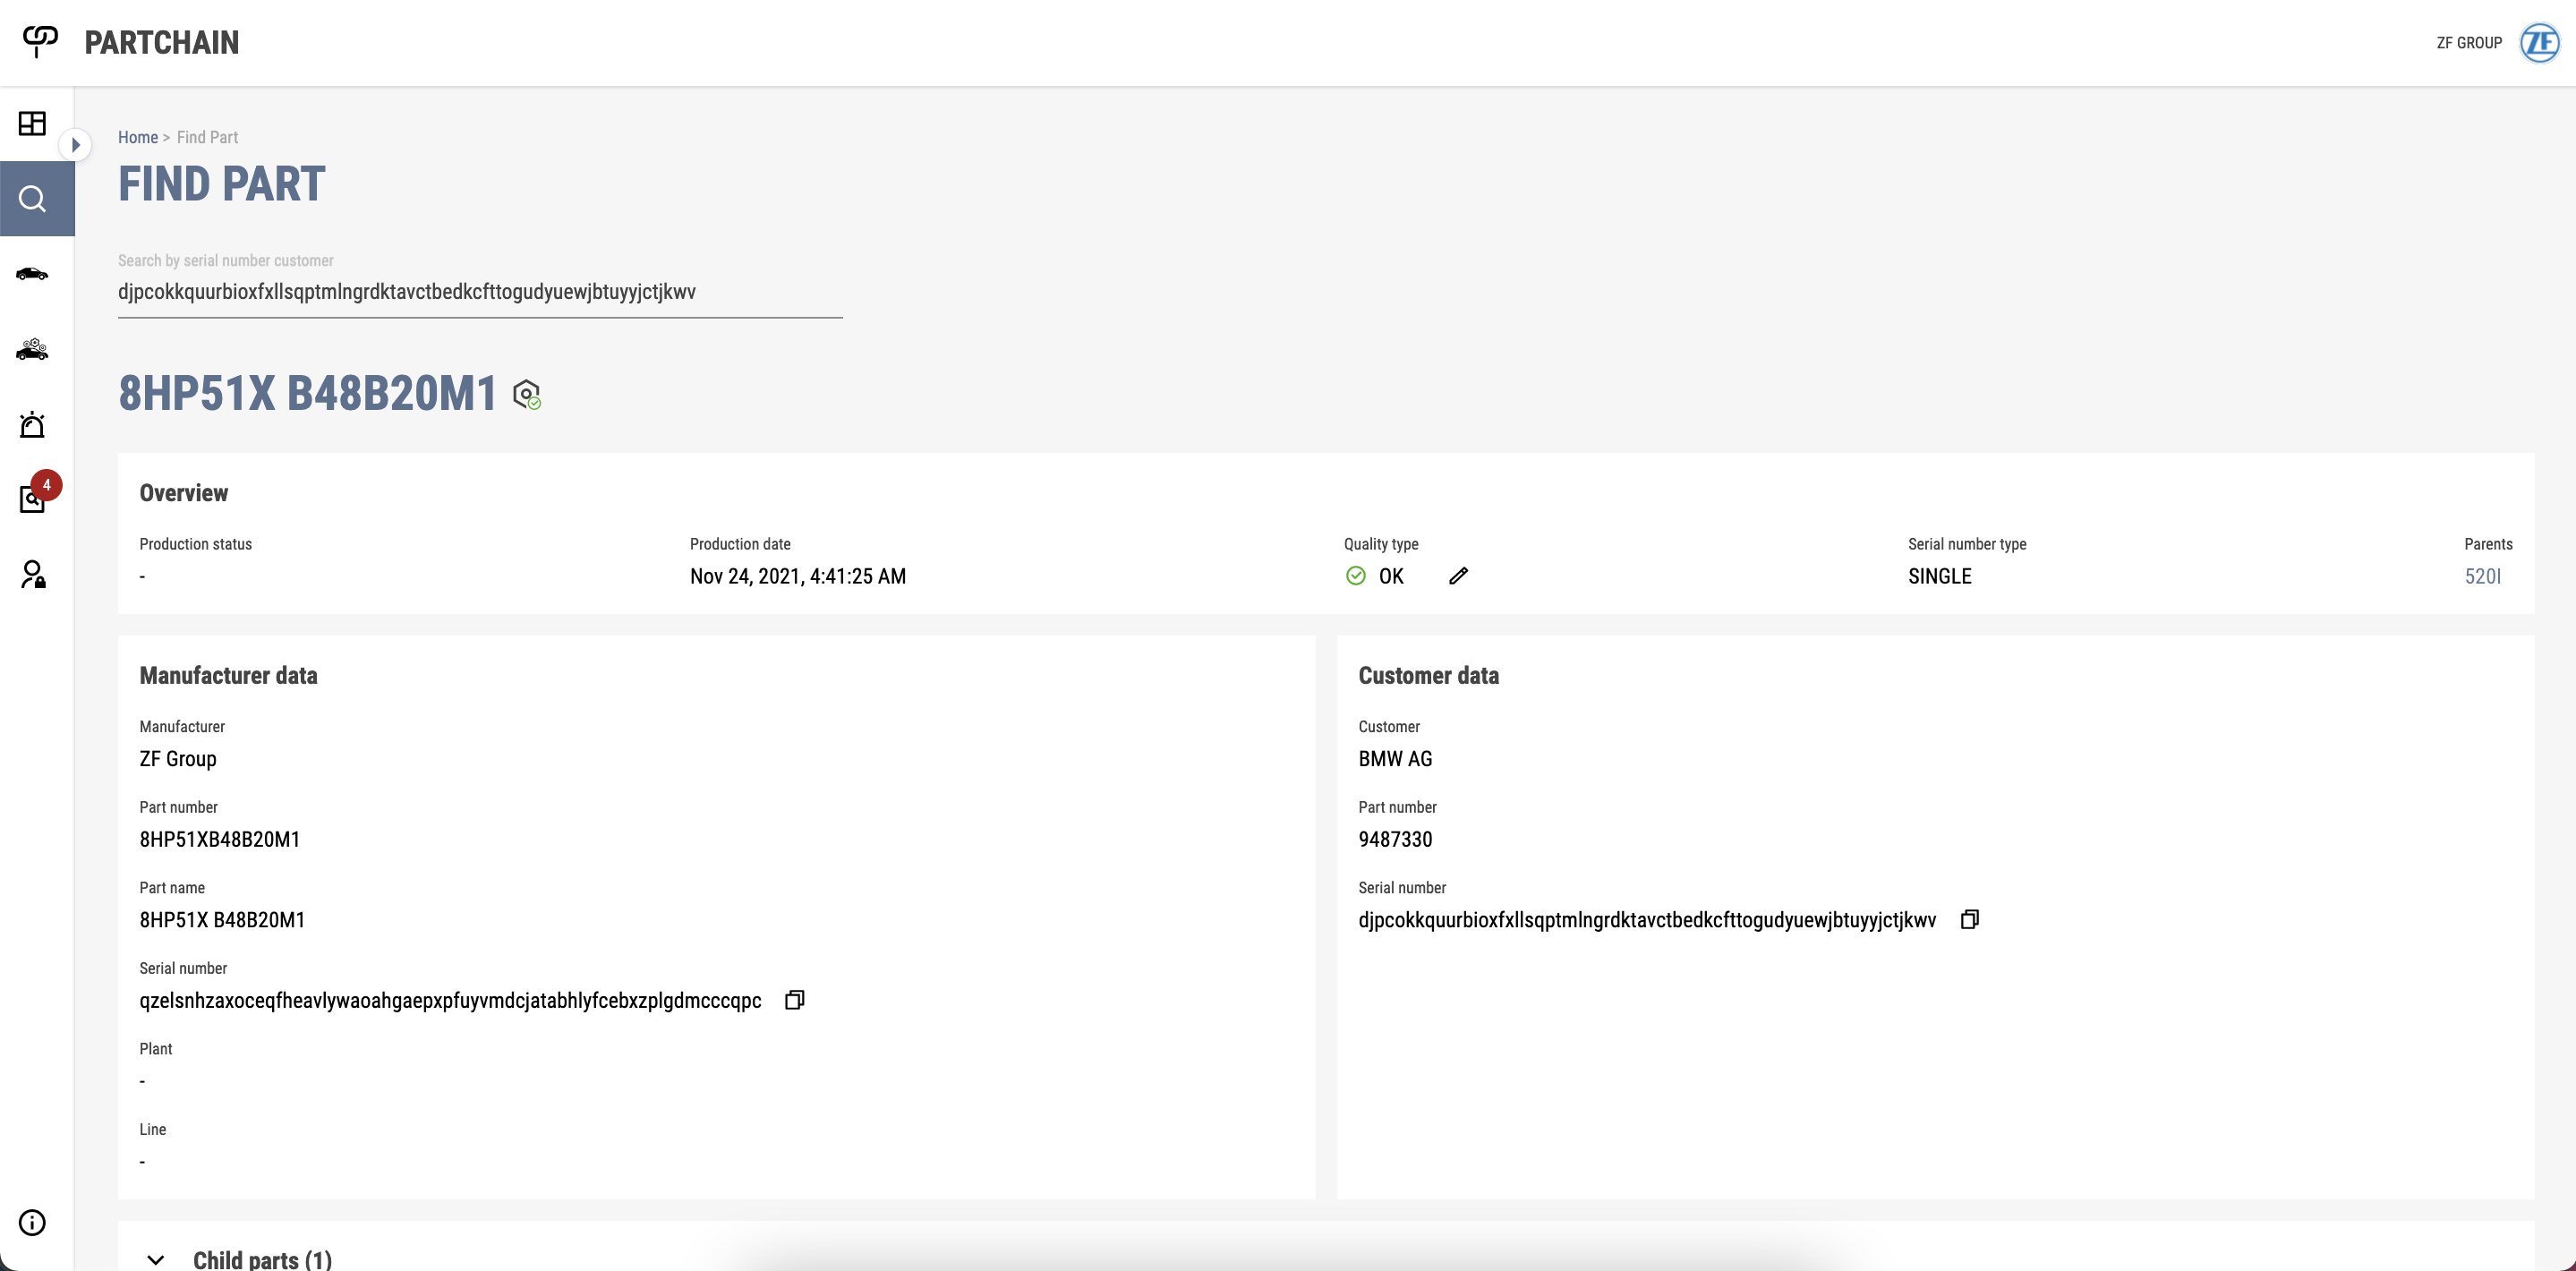 PARTCHAIN
ZF GROUP
ZF
Home > Find Part
FIND PART
Search by serial number customer
djpcokkquurbioxfxllsqptmlngrdktavctbedkcfttogudyuewjbtuyyjctjkwv
8HP51X B48B20M1
4
Overview
Production status
-
Production date
Nov 24, 2021, 4:41:25 AM
Quality type
OK
Serial number type
SINGLE
Parents
520I
Manufacturer data
Manufacturer
ZF Group
Part number
8HP51XB48B20M1
Part name
8HP51X B48B20M1
Serial number
qzelsnhzaxoceqfheavlywaoahgaepxpfuyvmdcjatabhlyfcebxzplgdmcccqpc
Plant
-
Line
-
Customer data
Customer
BMW AG
Part number
9487330
Serial number
djpcokkquurbioxfxllsqptmlngrdktavctbedkcfttogudyuewjbtuyyjctjkwv
Child parts (1)